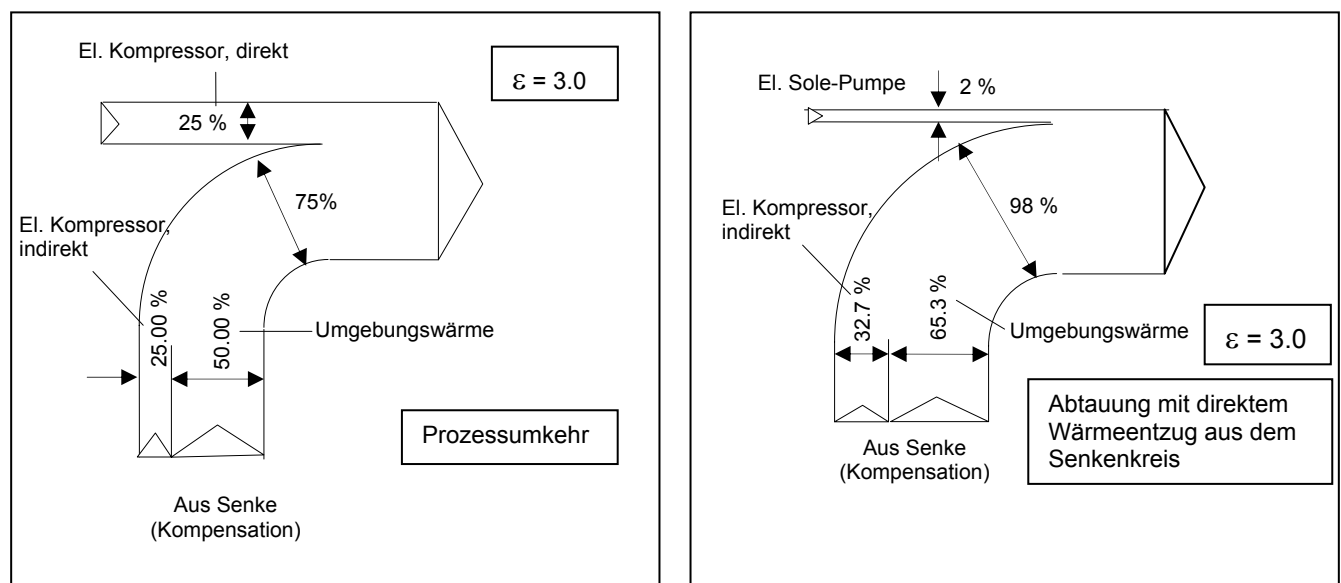 El. Kompressor, direkt
ε = 3.0
25 %
75%
El. Kompressor,
indirekt
25.00 %
50.00 %
Umgebungswärme
Prozessumkehr
Aus Senke
(Kompensation)
El. Sole-Pumpe
2 %
98 %
El. Kompressor,
indirekt
32.7 %
65.3 %
Umgebungswärme
ε = 3.0
Abtauung mit direktem
Wärmeentzug aus dem
Senkenkreis
Aus Senke
(Kompensation)